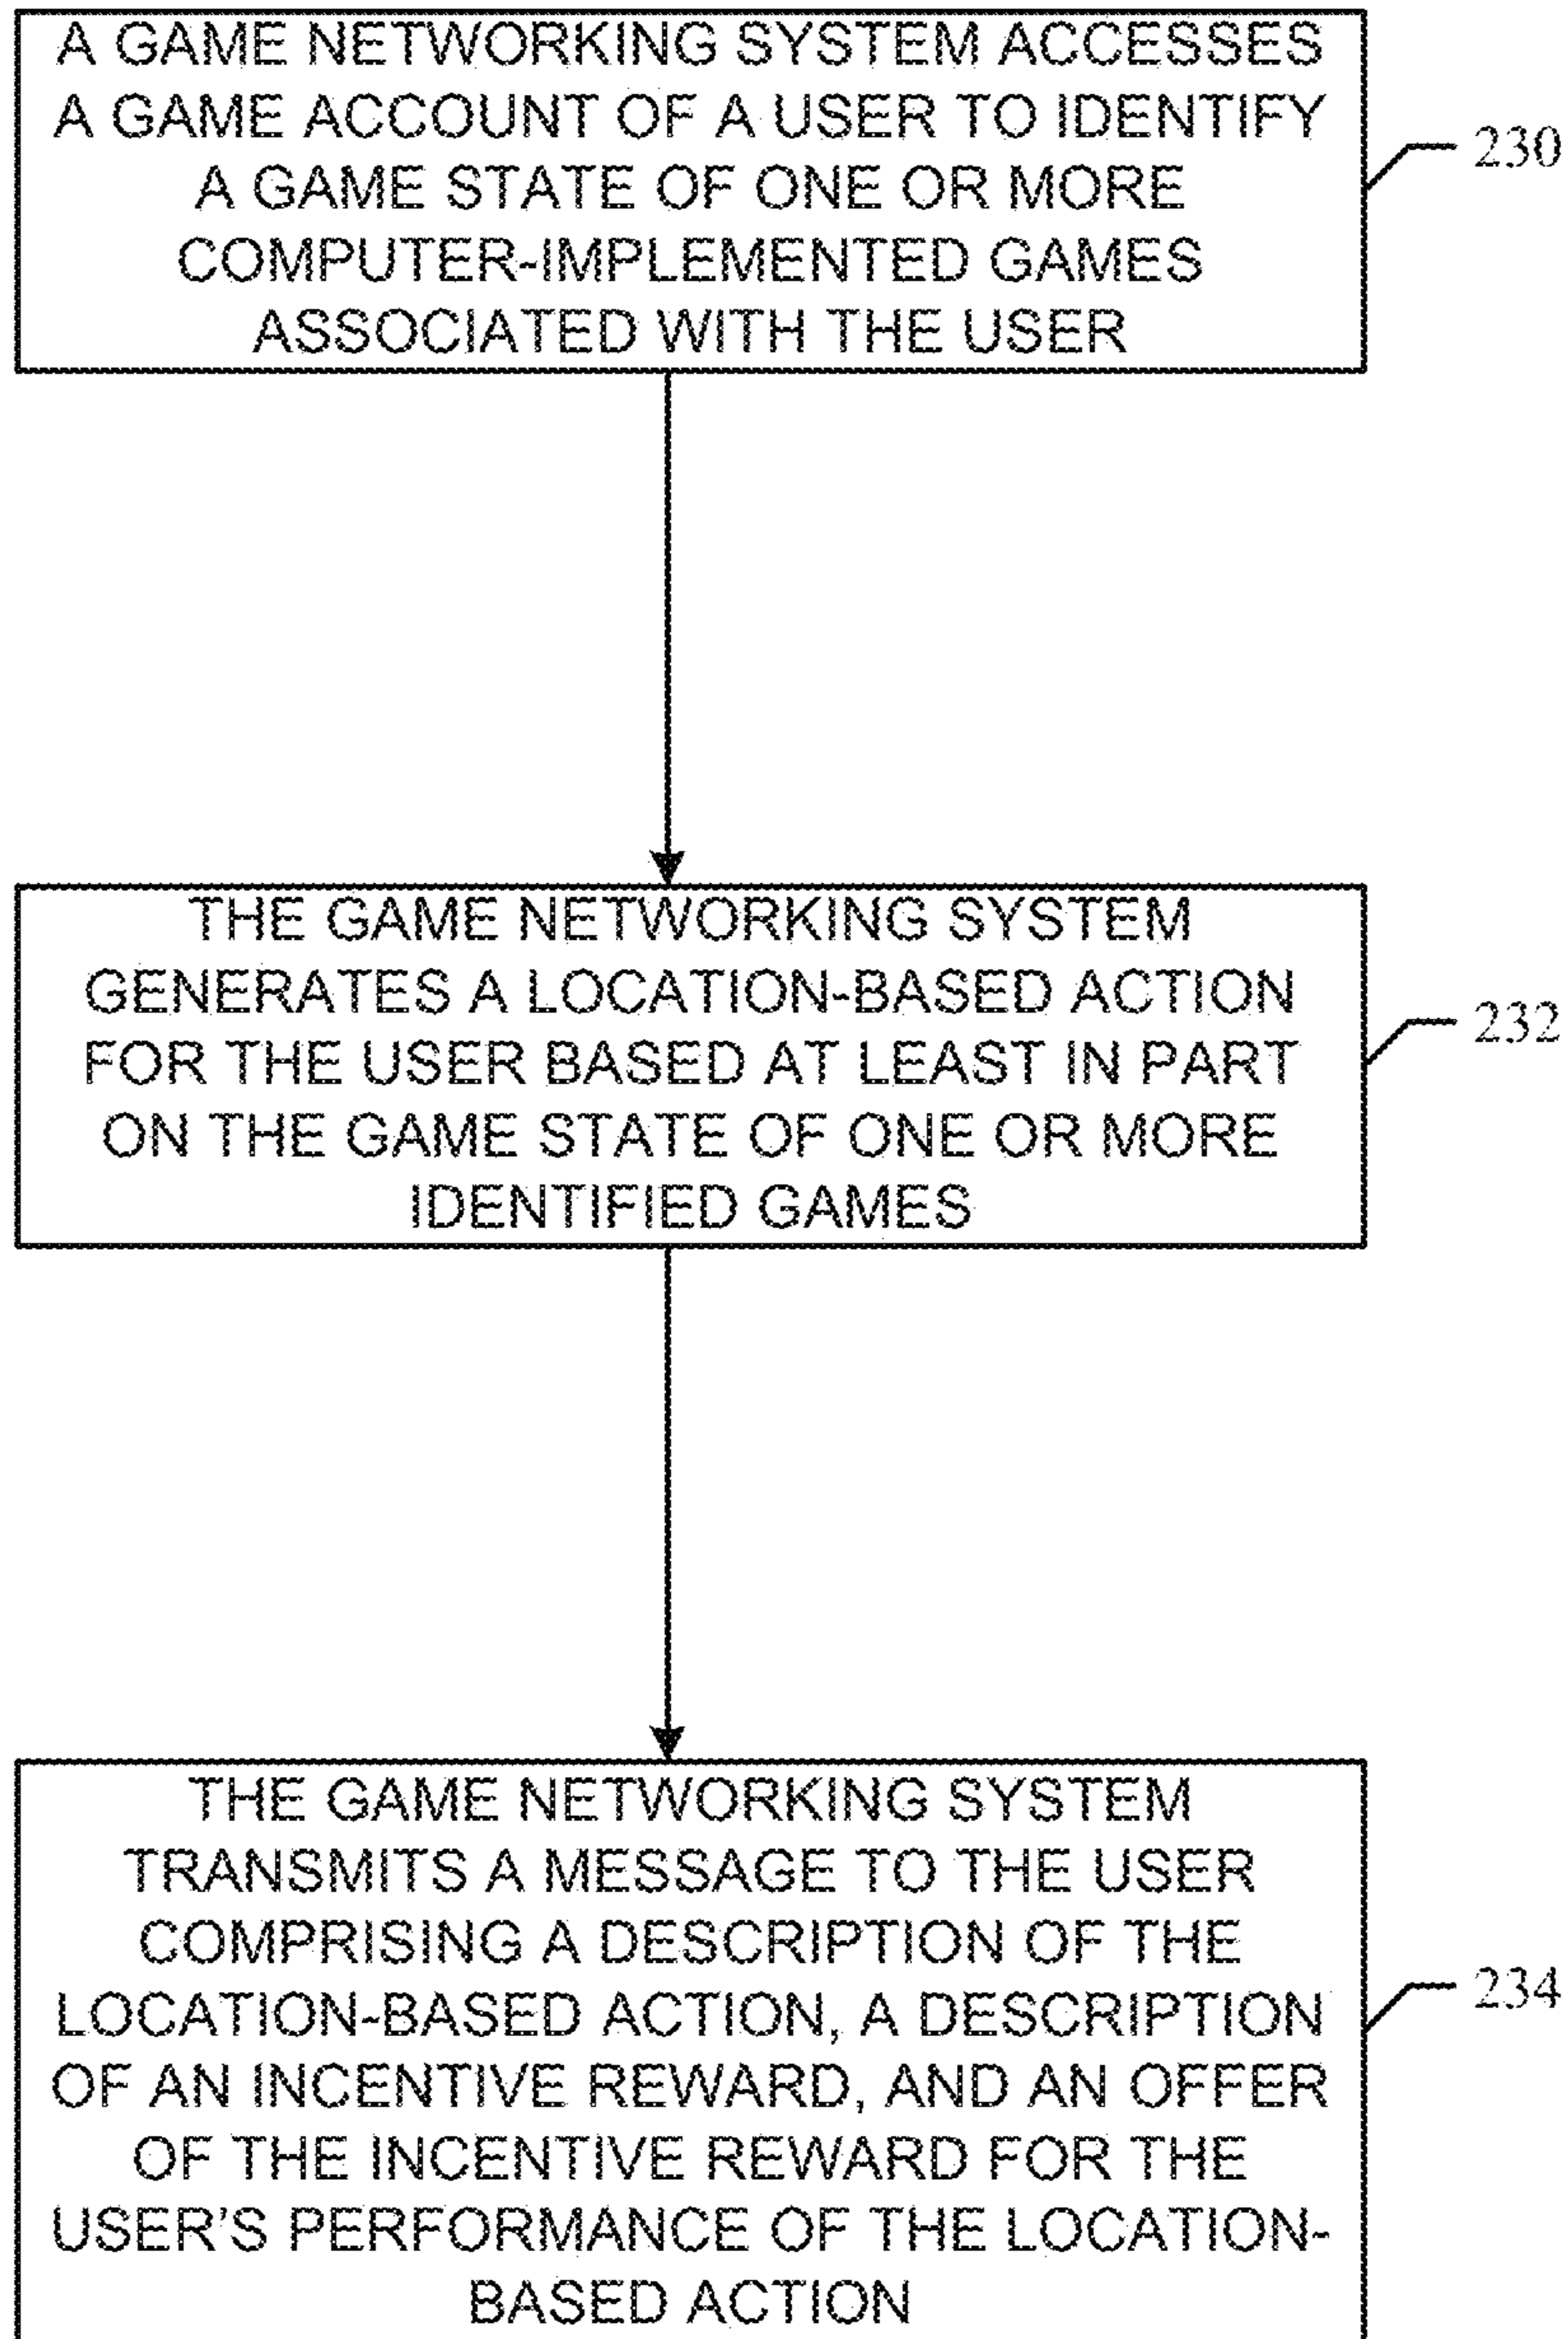 A GAME NETWORKING SYSTEM ACCESSES
A GAME ACCOUNT OF A USER TO IDENTIFY
A GAME STATE OF ONE OR MORE
COMPUTER-IMPLEMENTED GAMES
ASSOCIATED WITH THE USER
230
THE GAME NETWORKING SYSTEM
GENERATES A LOCATION-BASED ACTION
FOR THE USER BASED AT LEAST IN PART
ON THE GAME STATE OF ONE OR MORE
IDENTIFIED GAMES
232
THE GAME NETWORKING SYSTEM
TRANSMITS A MESSAGE TO THE USER
COMPRISING A DESCRIPTION OF THE
LOCATION-BASED ACTION, A DESCRIPTION
OF AN INCENTIVE REWARD, AND AN OFFER
OF THE INCENTIVE REWARD FOR THE
USER'S PERFORMANCE OF THE LOCATION-
BASED ACTION
234